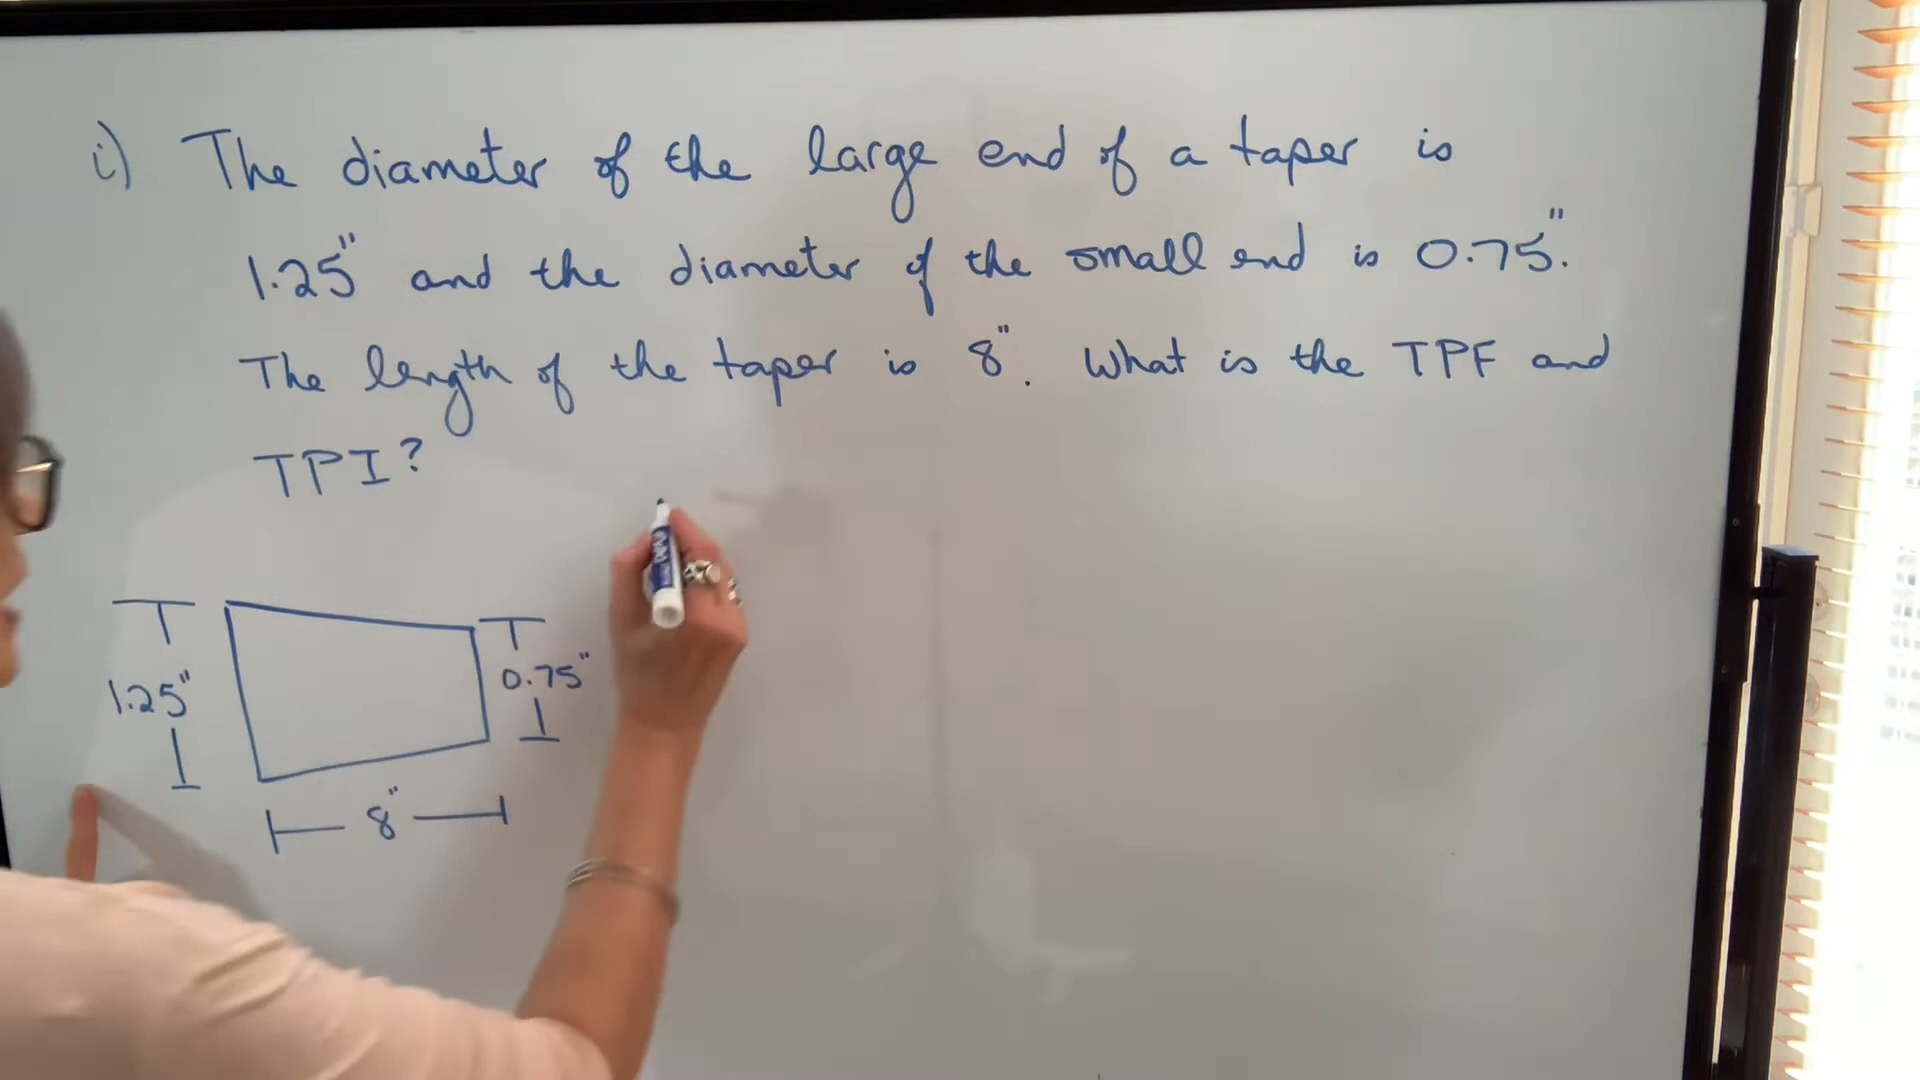 i) The diameter of the large end of a taper is
1.25" and the diameter of the small end is 0.75".
The length of the taper is 8". What is the TPF and
TPI?
1.25"
0.75"
8"